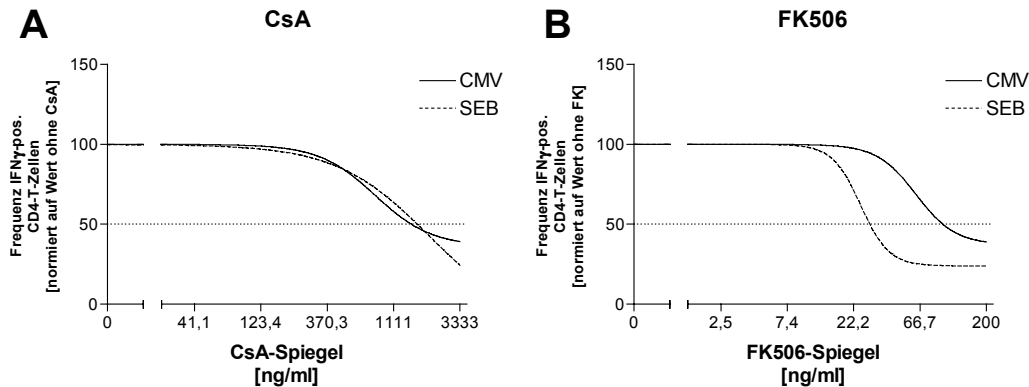 A
CsA
Frequenz IFNγ-pos.
CD4-T-Zellen
[normiert auf Wert ohne CsA]
150
100
50
0
CMV
SEB
0
41,1
123,4
370,3
1111
3333
CsA-Spiegel
[ng/ml]
B
FK506
Frequenz IFNγ-pos.
CD4-T-Zellen
[normiert auf Wert ohne FK]
150
100
50
0
CMV
SEB
0
2,5
7,4
22,2
66,7
200
FK506-Spiegel
[ng/ml]